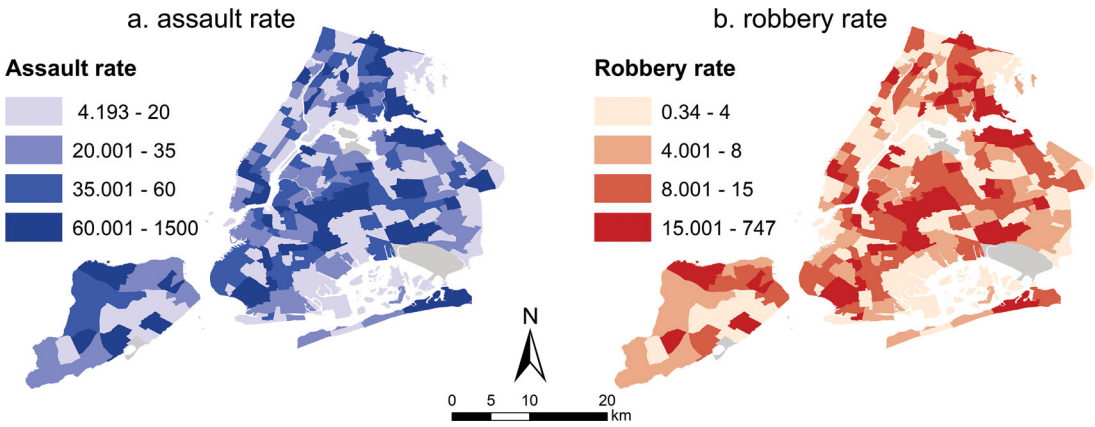 a. assault rate
Assault rate
4.193 - 20
20.001 - 35
35.001 - 60
60.001 - 1500
b. robbery rate
Robbery rate
0.34 - 4
4.001 - 8
8.001 - 15
15.001 - 747
N
0 5 10 20
km